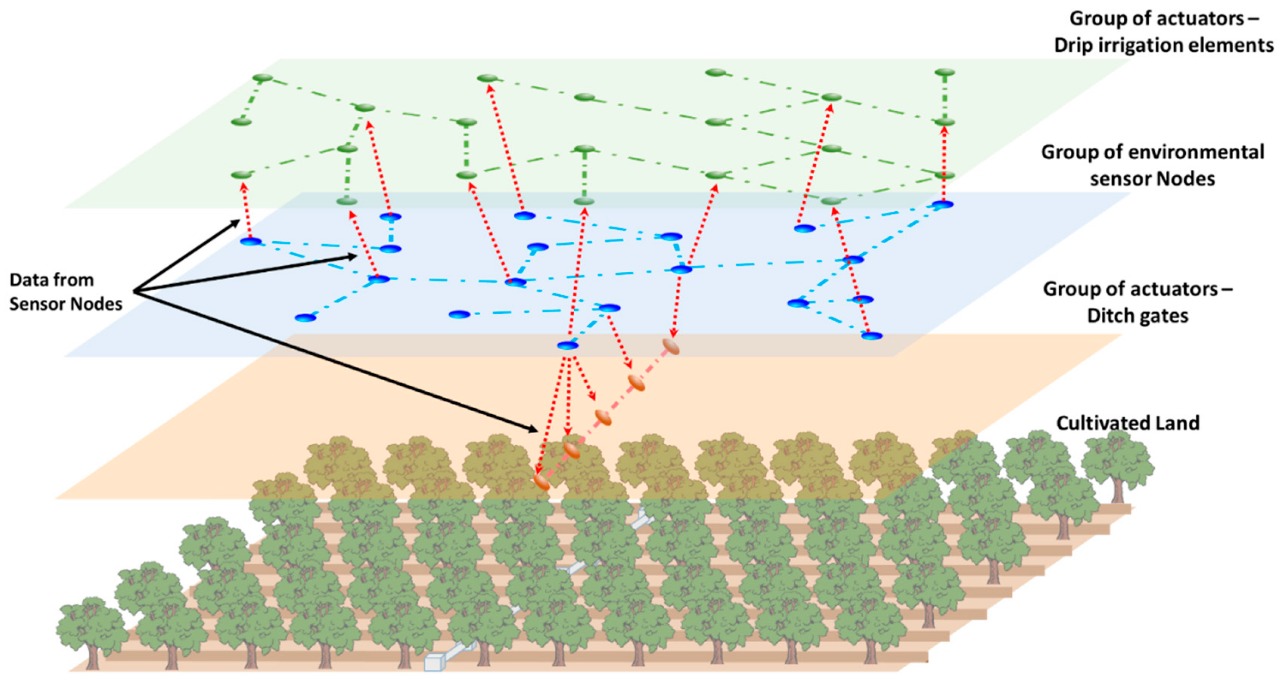 Group of actuators –
Drip irrigation elements
Group of environmental
sensor Nodes
Data from
Sensor Nodes
Group of actuators –
Ditch gates
Cultivated Land